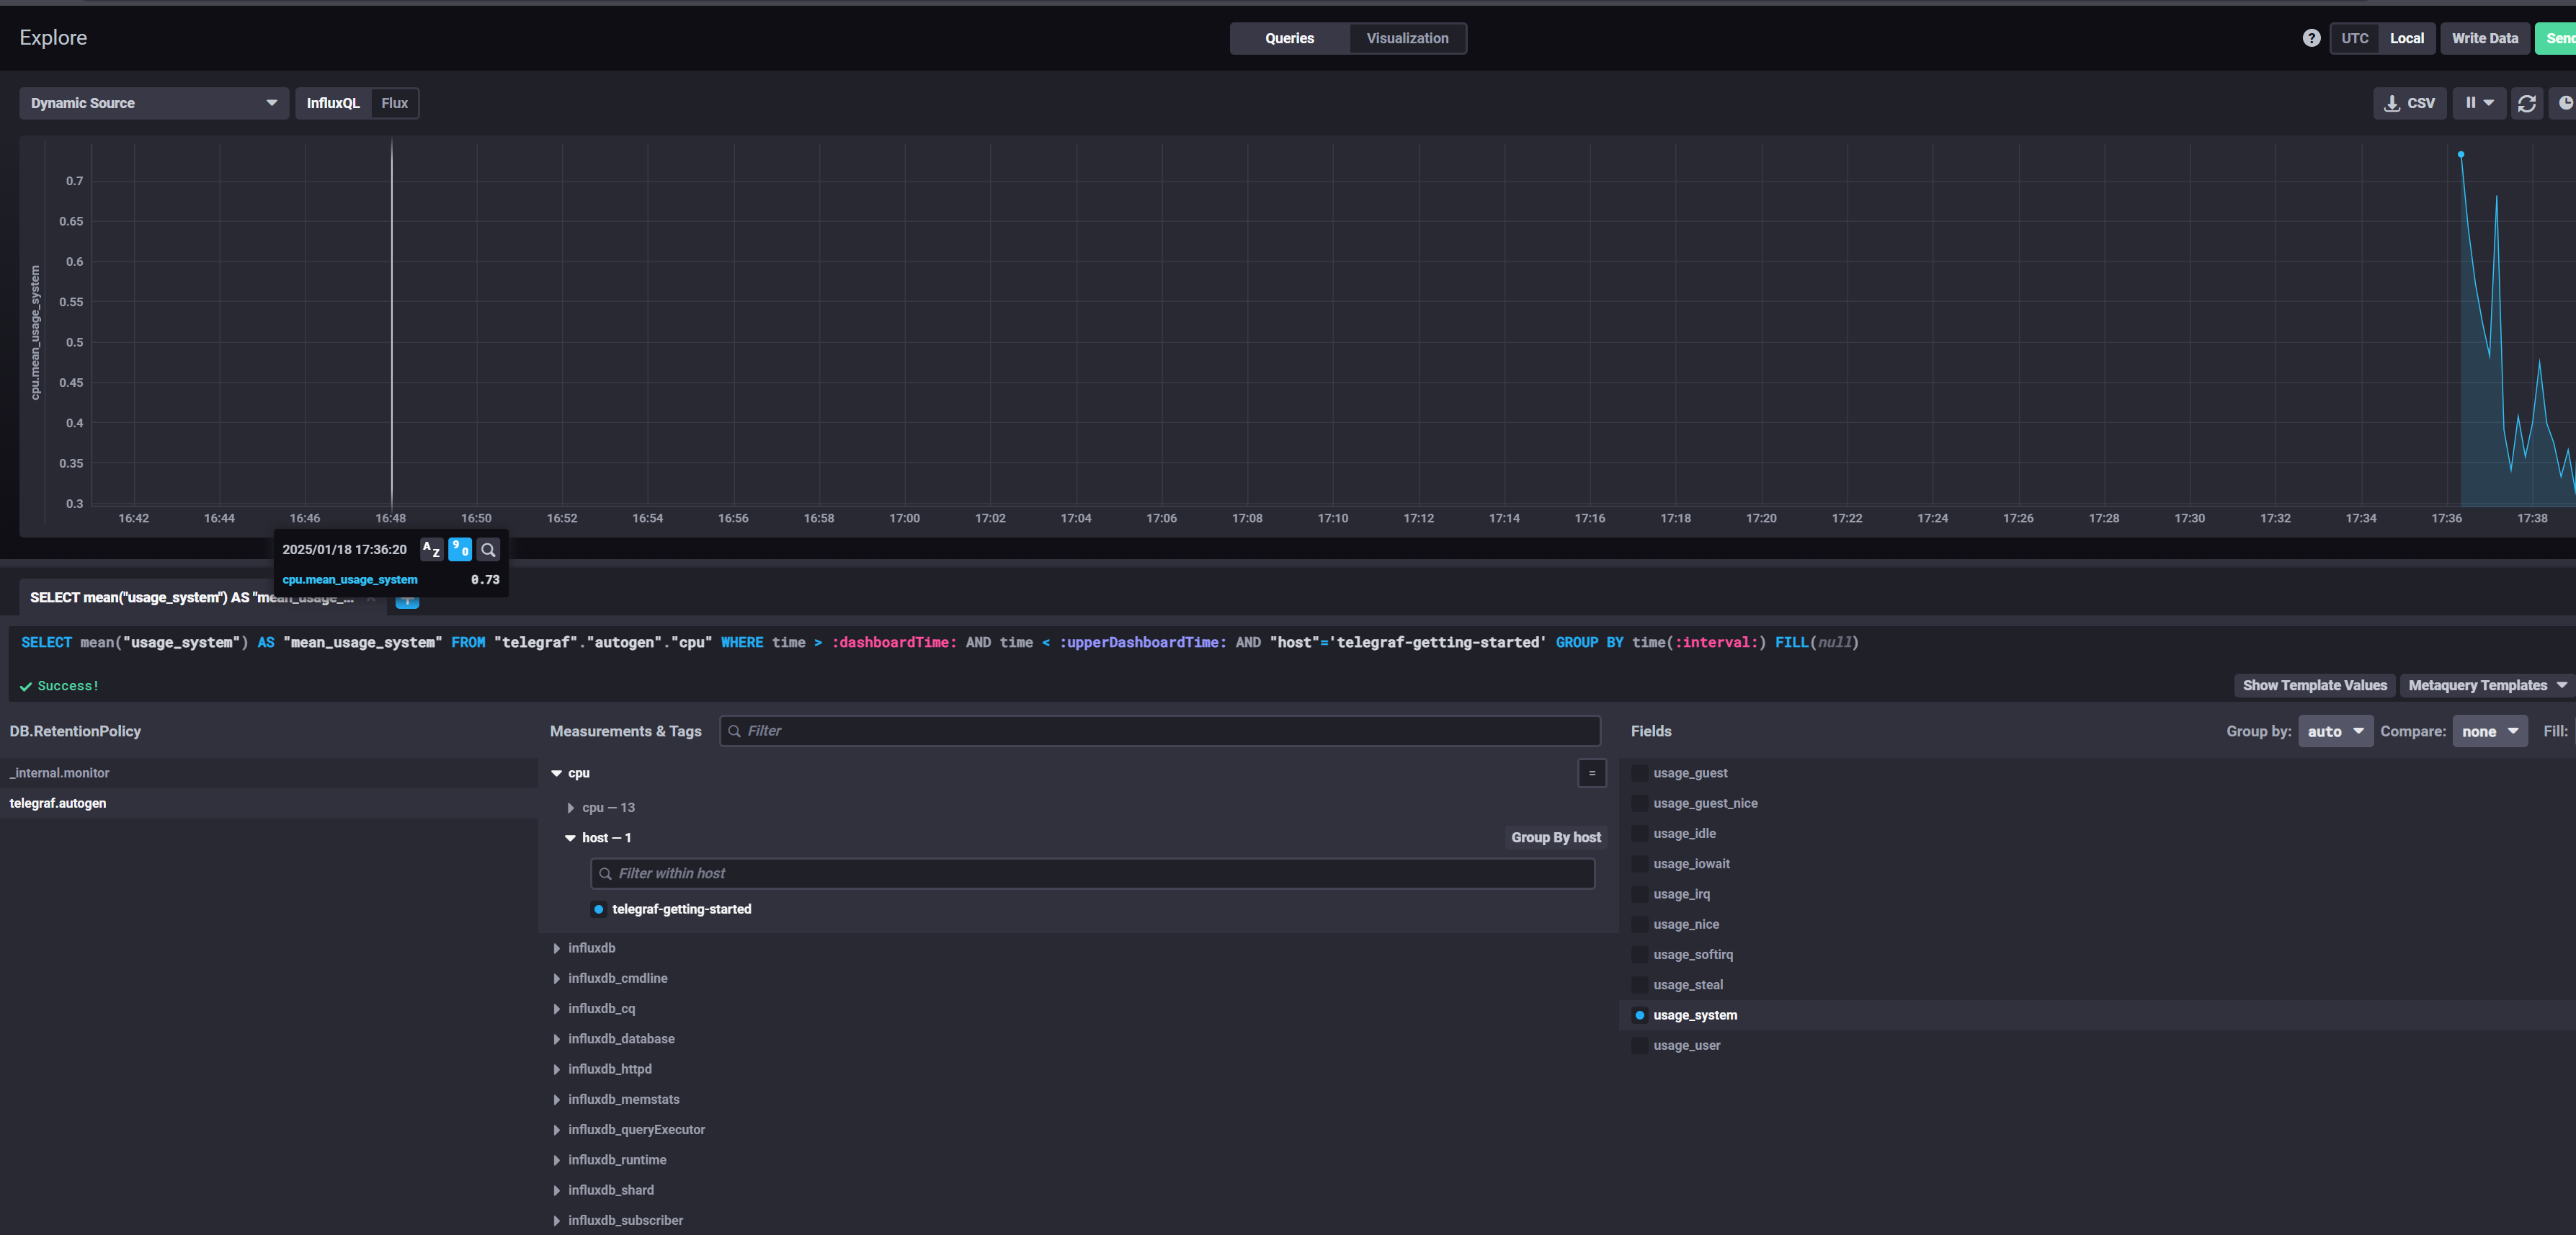 Explore
Queries Visualization
? UTC Local Write Data Send
Dynamic Source InfluxQL Flux CSV
cpu.mean_usage_system
0.7
0.65
0.6
0.55
0.5
0.45
0.4
0.35
0.3
16:42 16:44 16:46 16:48 16:50 16:52 16:54 16:56 16:58 17:00 17:02 17:04 17:06 17:08 17:10 17:12 17:14 17:16 17:18 17:20 17:22 17:24 17:26 17:28 17:30 17:32 17:34 17:36 17:38
2025/01/18 17:36:20 AZ 90
cpu.mean_usage_system 0.73
SELECT mean("usage_system") AS "mean_usage_...
SELECT mean("usage_system") AS "mean_usage_system" FROM "telegraf"."autogen"."cpu" WHERE time > :dashboardTime: AND time < :upperDashboardTime: AND "host"='telegraf-getting-started' GROUP BY time(:interval:) FILL(null)
Success! Show Template Values Metaquery Templates
DB.RetentionPolicy
_internal.monitor
telegraf.autogen
Measurements & Tags Filter
cpu =
cpu — 13
host — 1 Group By host
Filter within host
telegraf-getting-started
influxdb
influxdb_cmdline
influxdb_cq
influxdb_database
influxdb_httpd
influxdb_memstats
influxdb_queryExecutor
influxdb_runtime
influxdb_shard
influxdb_subscriber
Fields Group by: auto Compare: none Fill:
usage_guest
usage_guest_nice
usage_idle
usage_iowait
usage_irq
usage_nice
usage_softirq
usage_steal
usage_system
usage_user